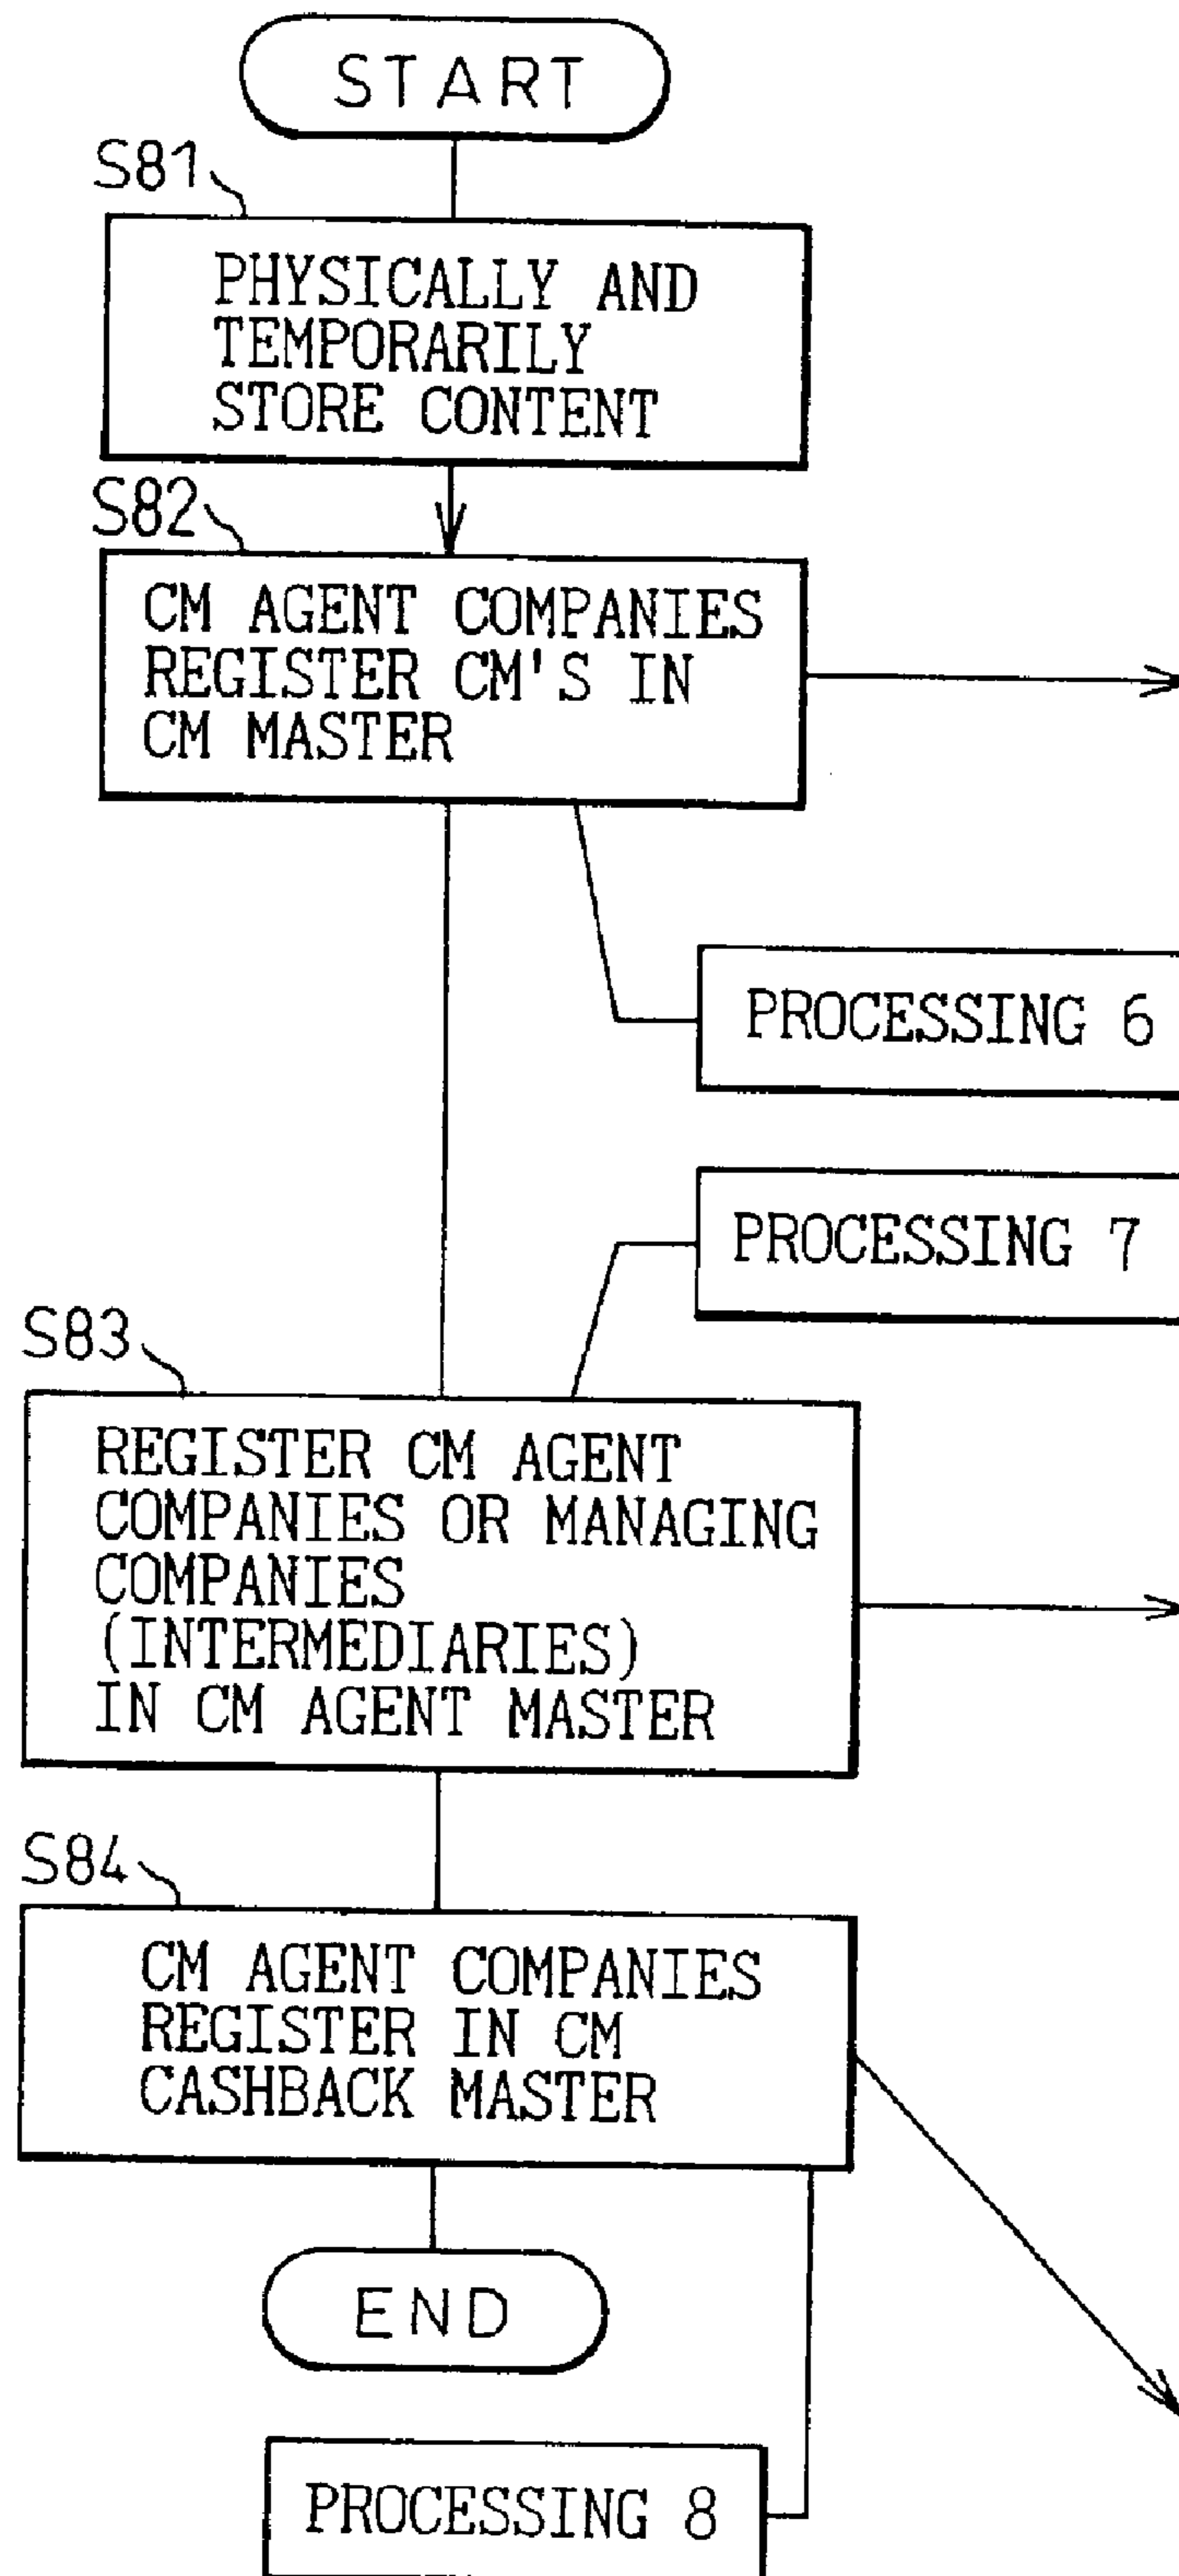 START
S81
PHYSICALLY AND
TEMPORARILY
STORE CONTENT
S82
CM AGENT COMPANIES
REGISTER CM'S IN
CM MASTER
PROCESSING 6
PROCESSING 7
S83
REGISTER CM AGENT
COMPANIES OR MANAGING
COMPANIES
(INTERMEDIARIES)
IN CM AGENT MASTER
S84
CM AGENT COMPANIES
REGISTER IN CM
CASHBACK MASTER
END
PROCESSING 8